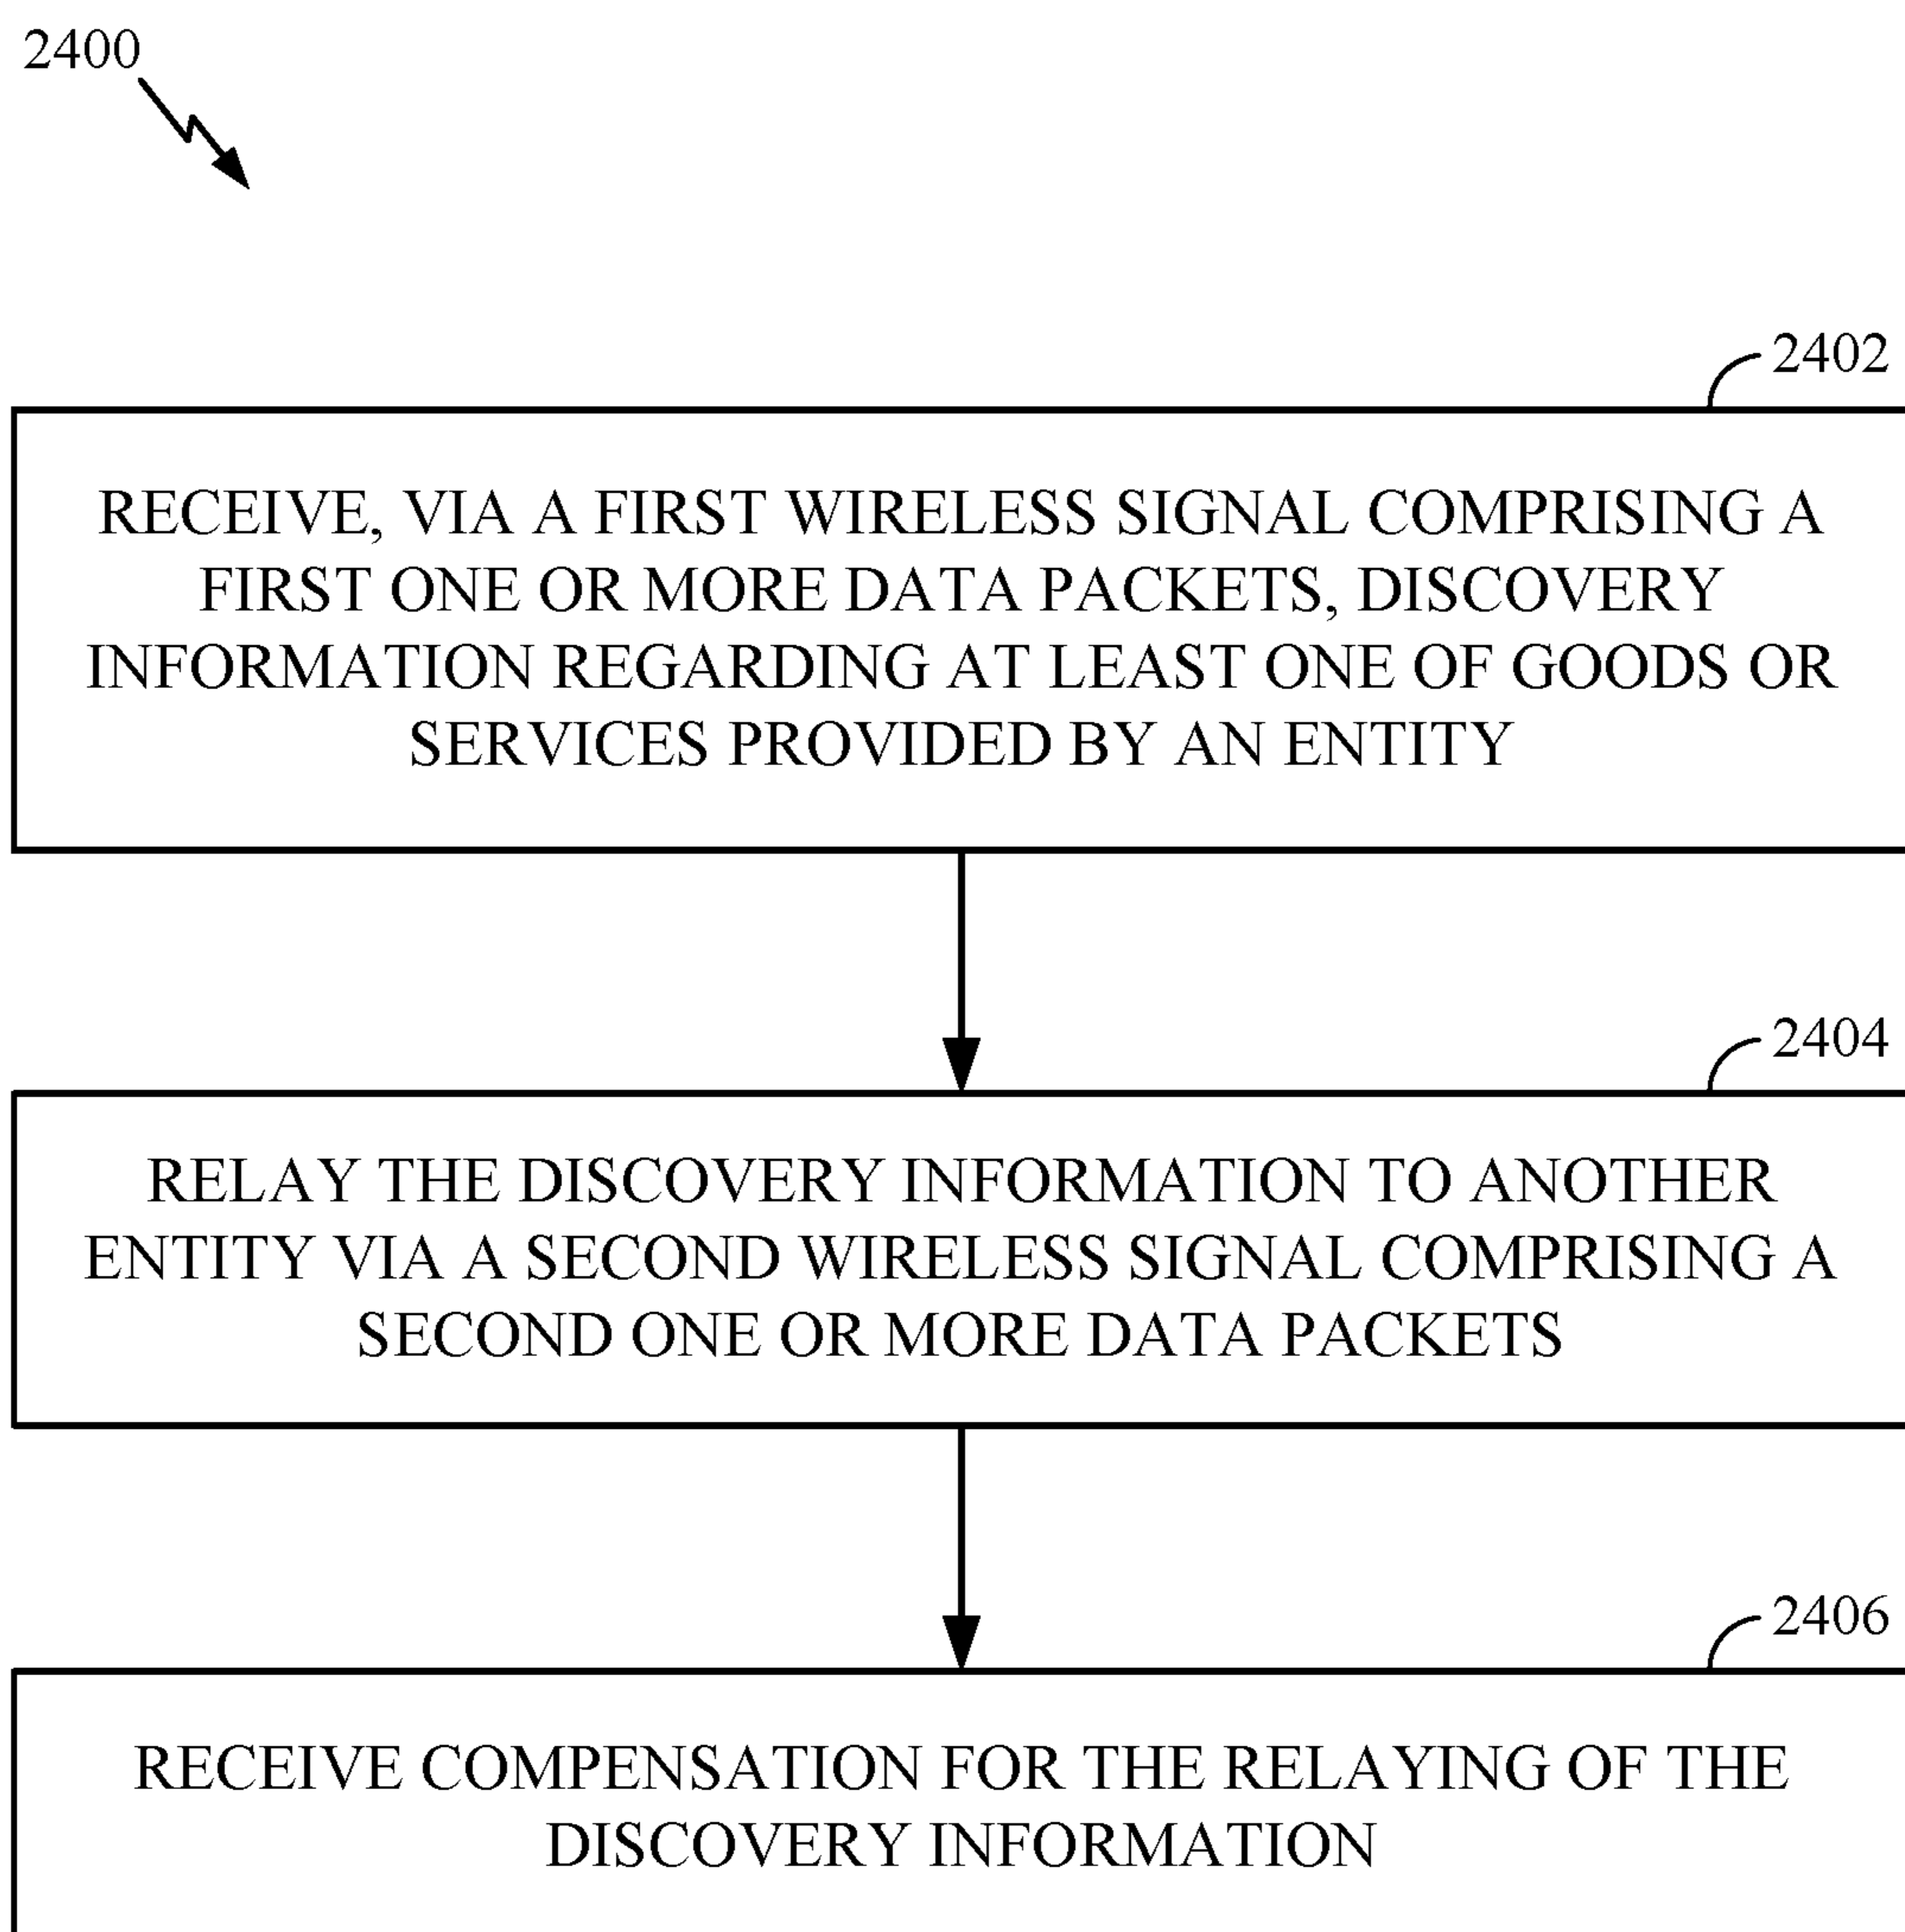 2400
2402
RECEIVE, VIA A FIRST WIRELESS SIGNAL COMPRISING A
FIRST ONE OR MORE DATA PACKETS, DISCOVERY
INFORMATION REGARDING AT LEAST ONE OF GOODS OR
SERVICES PROVIDED BY AN ENTITY
2404
RELAY THE DISCOVERY INFORMATION TO ANOTHER
ENTITY VIA A SECOND WIRELESS SIGNAL COMPRISING A
SECOND ONE OR MORE DATA PACKETS
2406
RECEIVE COMPENSATION FOR THE RELAYING OF THE
DISCOVERY INFORMATION